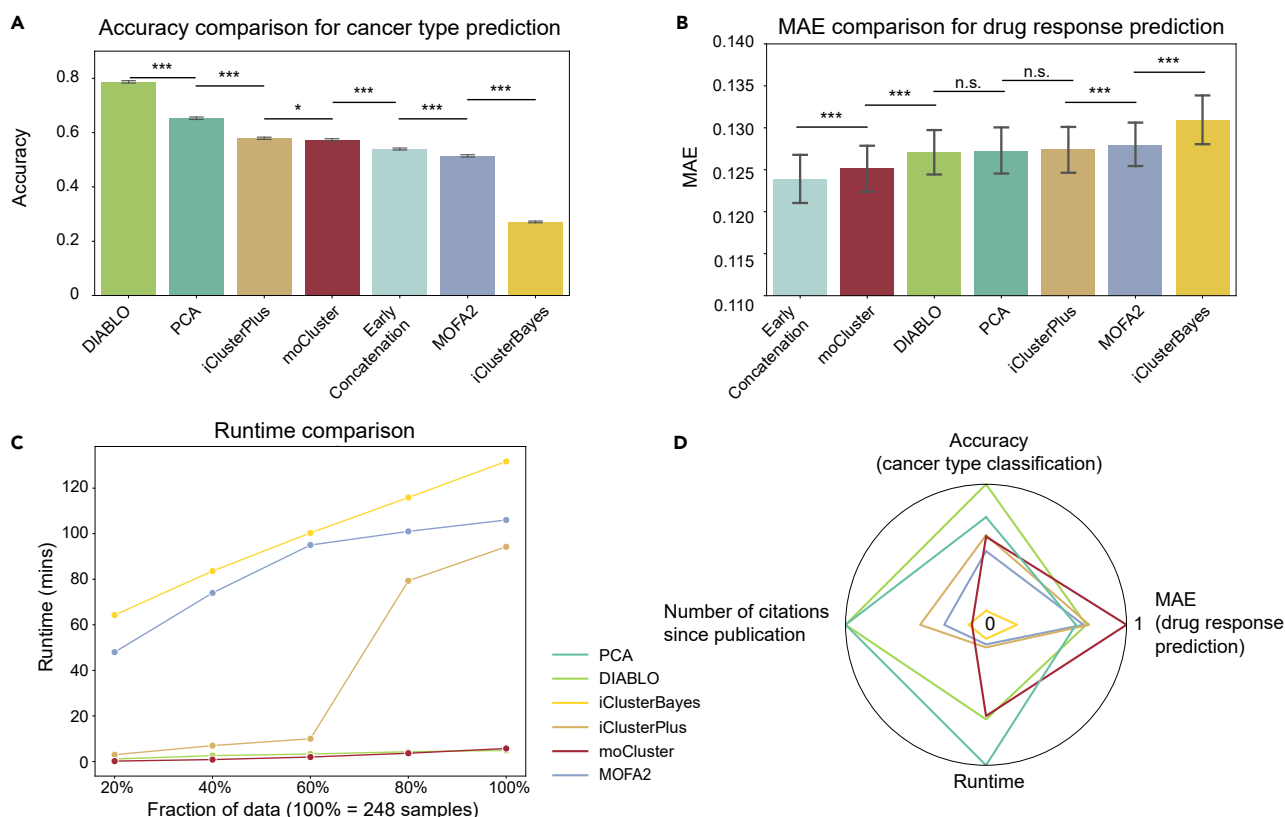 A
Accuracy comparison for cancer type prediction
Accuracy
0.8
0.6
0.4
0.2
0
***
***
*
***
***
***
DIABLO
PCA
iClusterPlus
moCluster
Early
Concatenation
MOFA2
iClusterBayes
B
MAE comparison for drug response prediction
MAE
0.140
0.135
0.130
0.125
0.120
0.115
0.110
***
***
n.s.
n.s.
***
***
Early
Concatenation
moCluster
DIABLO
PCA
iClusterPlus
MOFA2
iClusterBayes
C
Runtime comparison
Runtime (mins)
120
100
80
60
40
20
0
20%
40%
60%
80%
100%
Fraction of data (100% = 248 samples)
PCA
DIABLO
iClusterBayes
iClusterPlus
moCluster
MOFA2
D
Accuracy
(cancer type classification)
Number of citations
since publication
0
1
MAE
(drug response
prediction)
Runtime